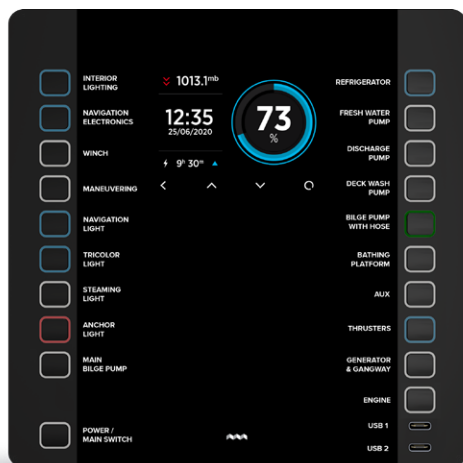 INTERIOR
LIGHTING
NAVIGATION
ELECTRONICS
WINCH
MANEUVERING
NAVIGATION
LIGHT
TRICOLOR
LIGHT
STEAMING
LIGHT
ANCHOR
LIGHT
MAIN
BILGE PUMP
POWER /
MAIN SWITCH
1013.1mb
12:35
25/06/2020
9h 30m
73
%
REFRIGERATOR
FRESH WATER
PUMP
DISCHARGE
PUMP
DECK WASH
PUMP
BILGE PUMP
WITH HOSE
BATHING
PLATFORM
AUX
THRUSTERS
GENERATOR
& GANGWAY
ENGINE
USB 1
USB 2